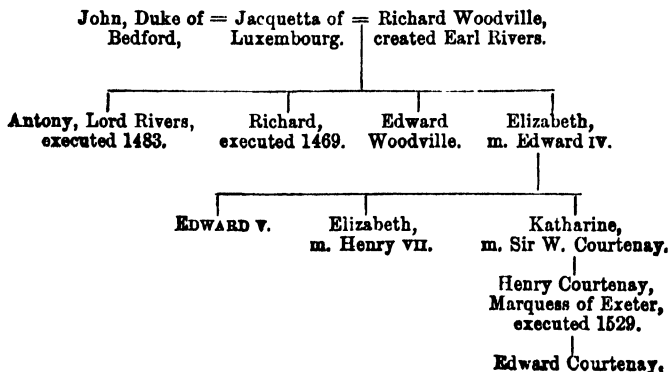 John, Duke of = Jacquetta of = Richard Woodville,
Bedford, Luxembourg. created Earl Rivers.
Antony, Lord Rivers, Richard, Edward Elizabeth,
executed 1483. executed 1469. Woodville. m. Edward IV.
EDWARD V. Elizabeth, Katharine,
m. Henry VII. m. Sir W. Courtenay.
Henry Courtenay,
Marquess of Exeter,
executed 1529.
Edward Courtenay,